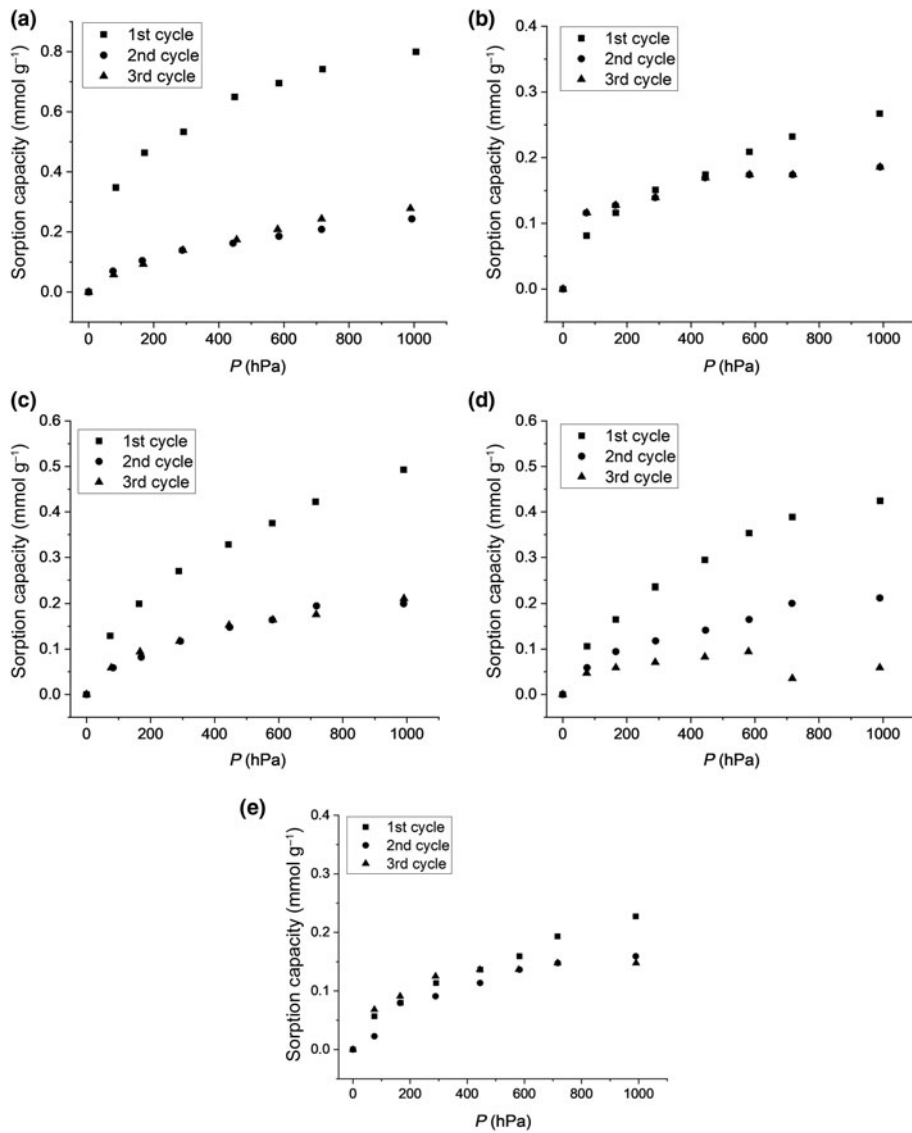 (a)
1st cycle
2nd cycle
3rd cycle
Sorption capacity (mmol g⁻¹)
0.8
0.6
0.4
0.2
0.0
0 200 400 600 800 1000
P (hPa)
(b)
1st cycle
2nd cycle
3rd cycle
Sorption capacity (mmol g⁻¹)
0.4
0.3
0.2
0.1
0.0
0 200 400 600 800 1000
P (hPa)
(c)
1st cycle
2nd cycle
3rd cycle
Sorption capacity (mmol g⁻¹)
0.6
0.5
0.4
0.3
0.2
0.1
0.0
0 200 400 600 800 1000
P (hPa)
(d)
1st cycle
2nd cycle
3rd cycle
Sorption capacity (mmol g⁻¹)
0.6
0.5
0.4
0.3
0.2
0.1
0.0
0 200 400 600 800 1000
P (hPa)
(e)
1st cycle
2nd cycle
3rd cycle
Sorption capacity (mmol g⁻¹)
0.4
0.3
0.2
0.1
0.0
0 200 400 600 800 1000
P (hPa)